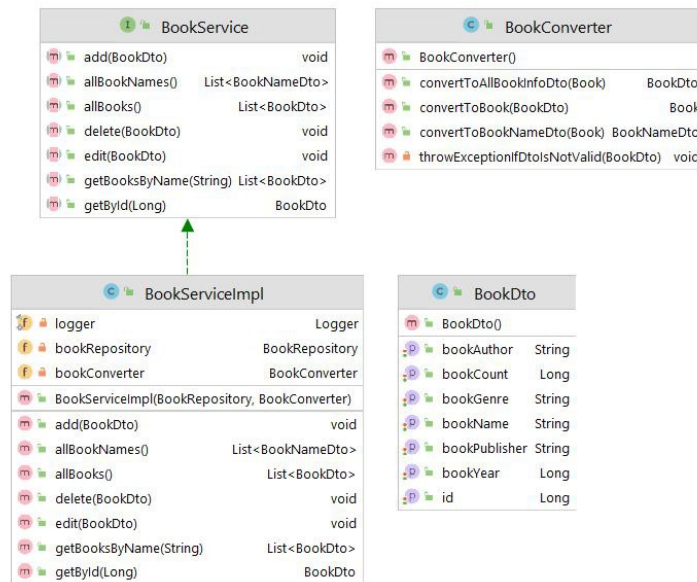 BookService
add(BookDto) void
allBookNames() List<BookNameDto>
allBooks() List<BookDto>
delete(BookDto) void
edit(BookDto) void
getBooksByName(String) List<BookDto>
getById(Long) BookDto
BookConverter
BookConverter()
convertToAllBookInfoDto(Book) BookDto
convertToBook(BookDto) Book
convertToBookNameDto(Book) BookNameDto
throwExceptionIfDtoIsNotValid(BookDto) void
BookServiceImpl
logger Logger
bookRepository BookRepository
bookConverter BookConverter
BookServiceImpl(BookRepository, BookConverter)
add(BookDto) void
allBookNames() List<BookNameDto>
allBooks() List<BookDto>
delete(BookDto) void
edit(BookDto) void
getBooksByName(String) List<BookDto>
getById(Long) BookDto
BookDto
BookDto()
bookAuthor String
bookCount Long
bookGenre String
bookName String
bookPublisher String
bookYear Long
id Long